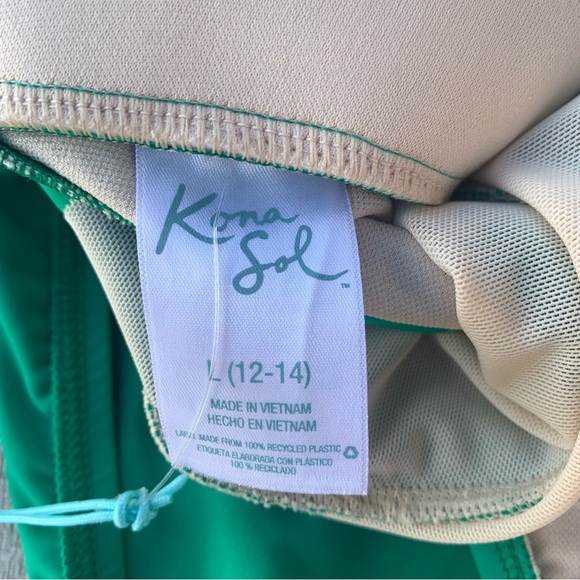 Kona
Sol™
L (12-14)
MADE IN VIETNAM
HECHO EN VIETNAM
LABEL MADE FROM 100% RECYCLED PLASTIC
ETIQUETA ELABORADA CON PLÁSTICO
100 % RECICLADO